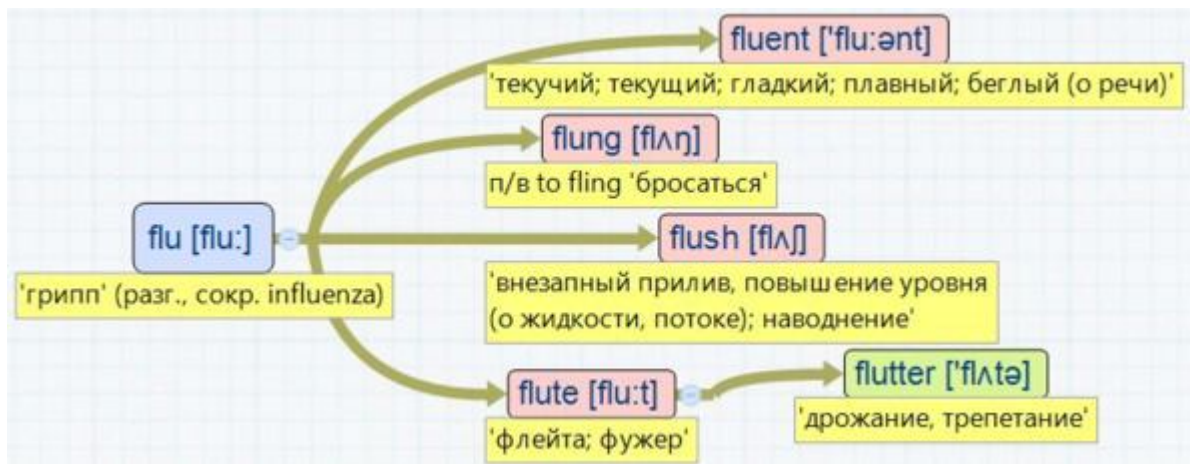 fluent ['flu:ənt]
'текучий; текущий; гладкий; плавный; беглый (о речи)'
flung [flʌŋ]
п/в to fling 'бросаться'
flu [flu:]
'грипп' (разг., сокр. influenza)
flush [flʌʃ]
'внезапный прилив, повышение уровня
(о жидкости, потоке); наводнение'
flute [flu:t]
'флейта; фужер'
flutter ['flʌtə]
'дрожание, трепетание'